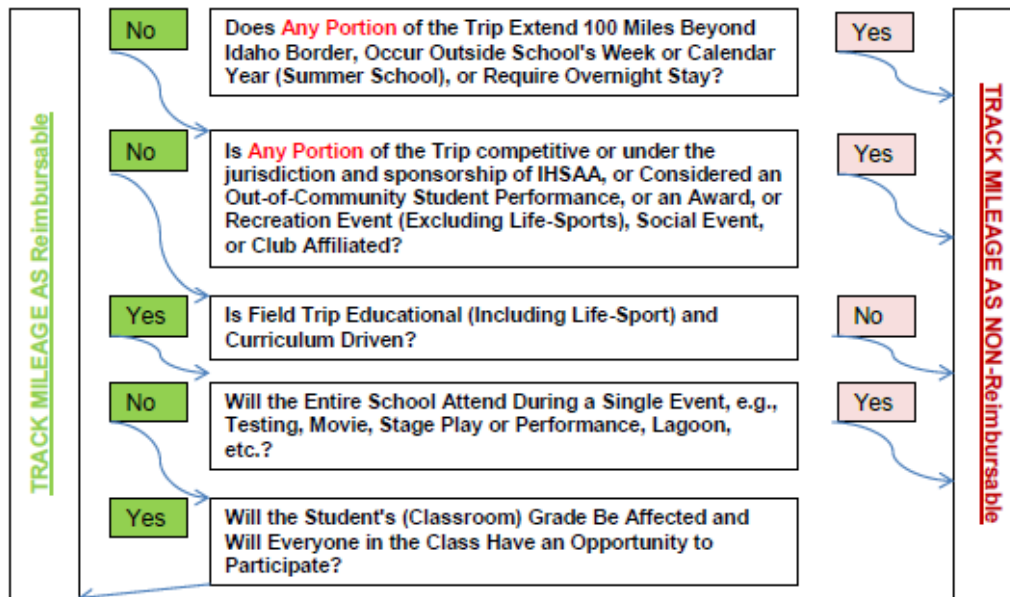 TRACK MILEAGE AS Reimbursable
No
Does Any Portion of the Trip Extend 100 Miles Beyond
Idaho Border, Occur Outside School's Week or Calendar
Year (Summer School), or Require Overnight Stay?
Yes
No
Is Any Portion of the Trip competitive or under the
jurisdiction and sponsorship of IHSAA, or Considered an
Out-of-Community Student Performance, or an Award, or
Recreation Event (Excluding Life-Sports), Social Event,
or Club Affiliated?
Yes
Yes
Is Field Trip Educational (Including Life-Sport) and
Curriculum Driven?
No
No
Will the Entire School Attend During a Single Event, e.g.,
Testing, Movie, Stage Play or Performance, Lagoon,
etc.?
Yes
Yes
Will the Student's (Classroom) Grade Be Affected and
Will Everyone in the Class Have an Opportunity to
Participate?
TRACK MILEAGE AS NON-Reimbursable